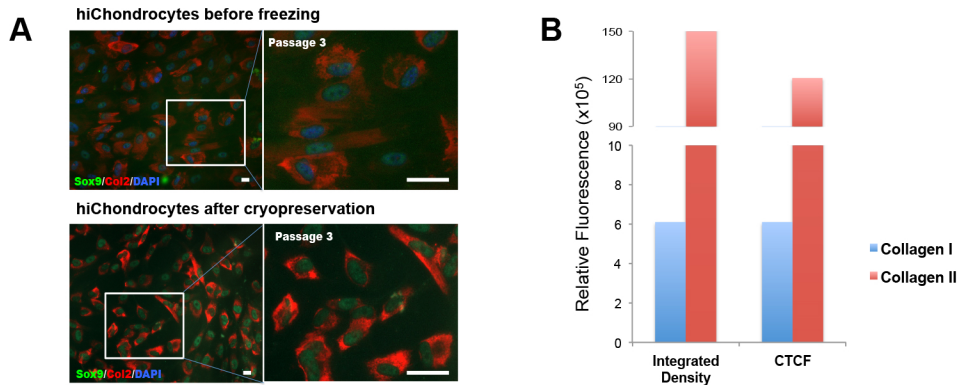 A
hiChondrocytes before freezing
Passage 3
Sox9/Col2/DAPI
hiChondrocytes after cryopreservation
Passage 3
Sox9/Col2/DAPI
B
Relative Fluorescence (x10⁵)
150
120
90
10
8
6
4
2
0
Integrated
Density
CTCF
Collagen I
Collagen II